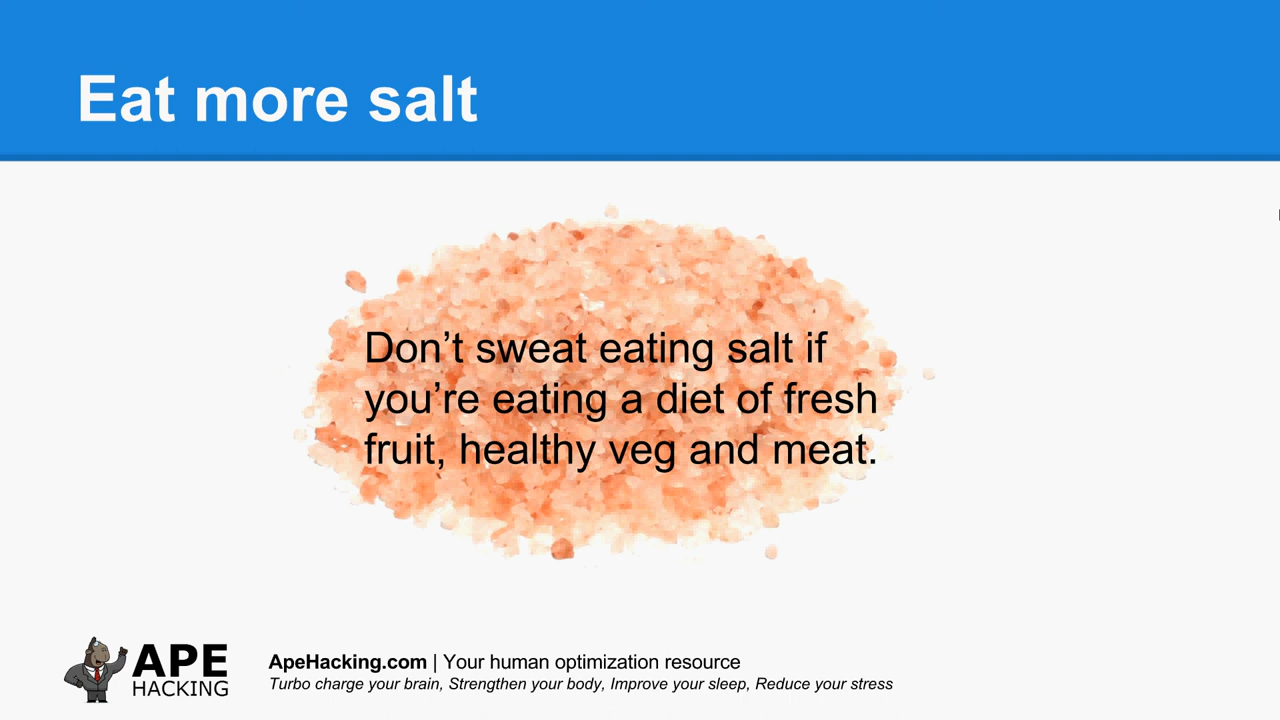 Eat more salt
Don’t sweat eating salt if
you’re eating a diet of fresh
fruit, healthy veg and meat.
APE
HACKING
ApeHacking.com | Your human optimization resource
Turbo charge your brain, Strengthen your body, Improve your sleep, Reduce your stress